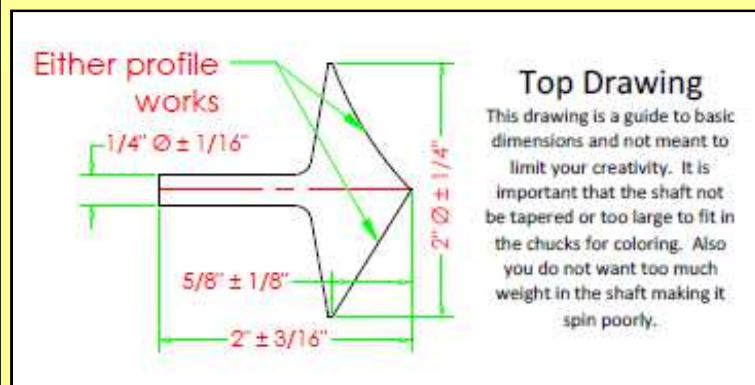 Either profile
works
1/4" Ø ± 1/16"
2" Ø ± 1/4"
5/8" ± 1/8"
2" ± 3/16"
Top Drawing
This drawing is a guide to basic
dimensions and not meant to
limit your creativity. It is
important that the shaft not
be tapered or too large to fit in
the chucks for coloring. Also
you do not want too much
weight in the shaft making it
spin poorly.